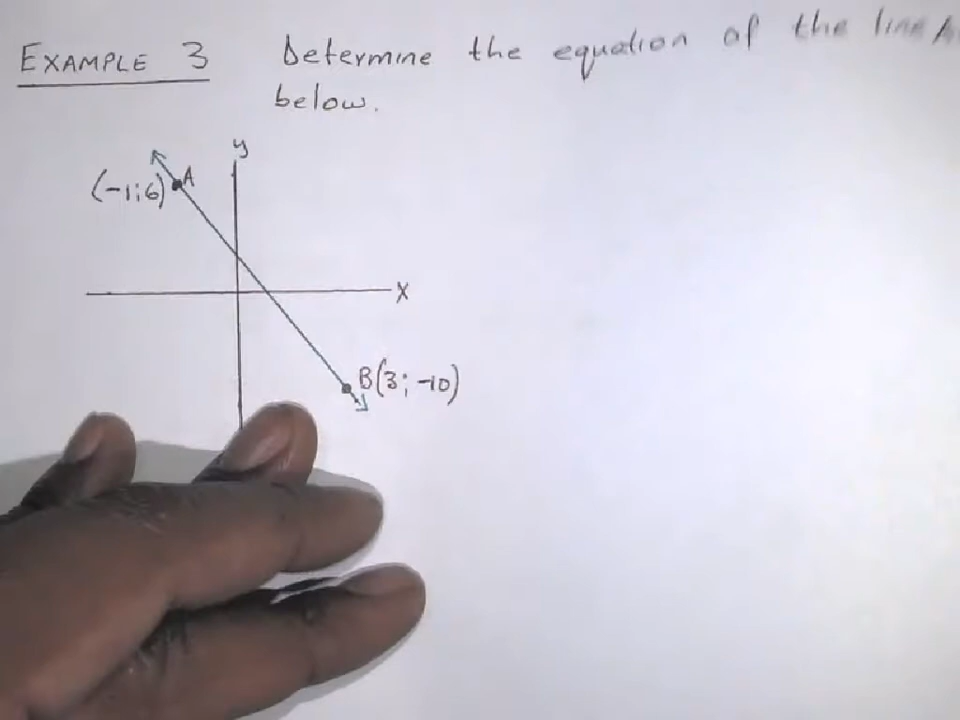 EXAMPLE 3 Determine the equation of the line
below.
y
(-1;6) A
x
B(3; -10)